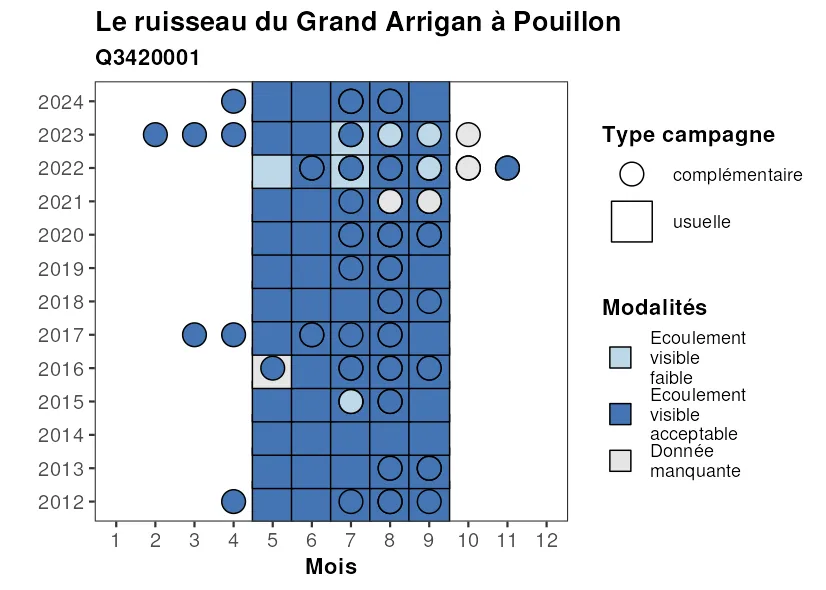 Le ruisseau du Grand Arrigan à Pouillon
Q3420001
2024
2023
2022
2021
2020
2019
2018
2017
2016
2015
2014
2013
2012
1 2 3 4 5 6 7 8 9 10 11 12
Mois
Type campagne
complémentaire
usuelle
Modalités
Ecoulement
visible
faible
Ecoulement
visible
acceptable
Donnée
manquante